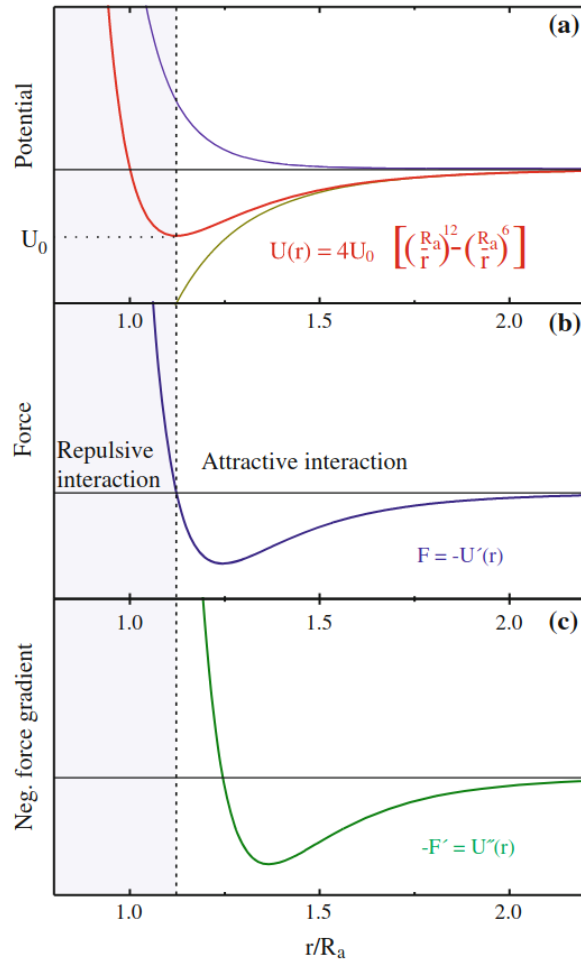 (a)
Potential
U₀
U(r) = 4U₀ [(Rₐ/r)¹²-(Rₐ/r)⁶]
1.0 1.5 2.0
(b)
Force
Repulsive
interaction
Attractive interaction
F = -U´(r)
1.0 1.5 2.0
(c)
Neg. force gradient
-F´ = U˝(r)
1.0 1.5 2.0
r/Rₐ